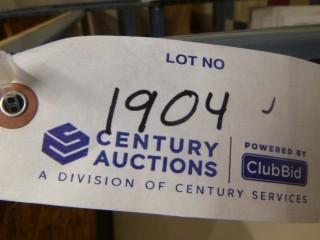 LOT NO
1904
CENTURY
AUCTIONS
POWERED BY
ClubBid
A DIVISION OF CENTURY SERVICES